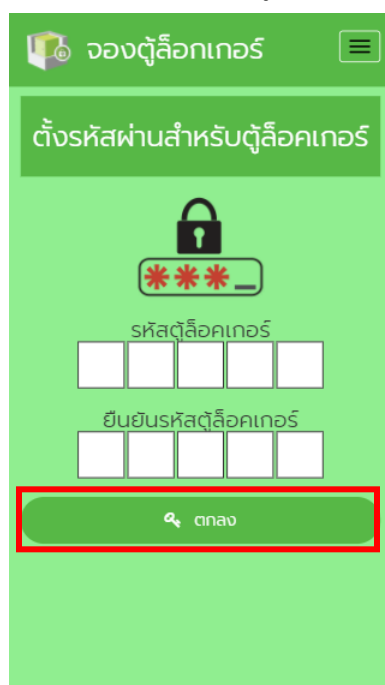 จองตู้ล็อกเกอร์
ตั้งรหัสผ่านสำหรับตู้ล็อคเกอร์
***_
รหัสตู้ล็อคเกอร์
ยืนยันรหัสตู้ล็อคเกอร์
ตกลง